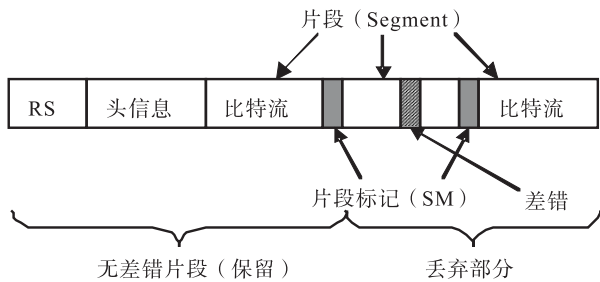 片段（Segment）
RS
头信息
比特流
比特流
片段标记（SM）
差错
无差错片段（保留）
丢弃部分